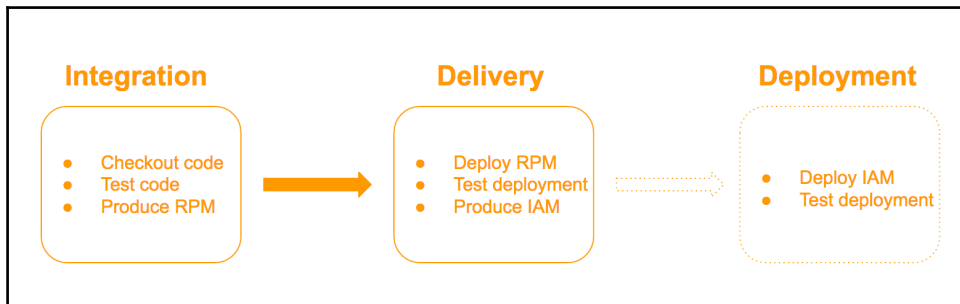 Integration
● Checkout code
● Test code
● Produce RPM
Delivery
● Deploy RPM
● Test deployment
● Produce IAM
Deployment
● Deploy IAM
● Test deployment